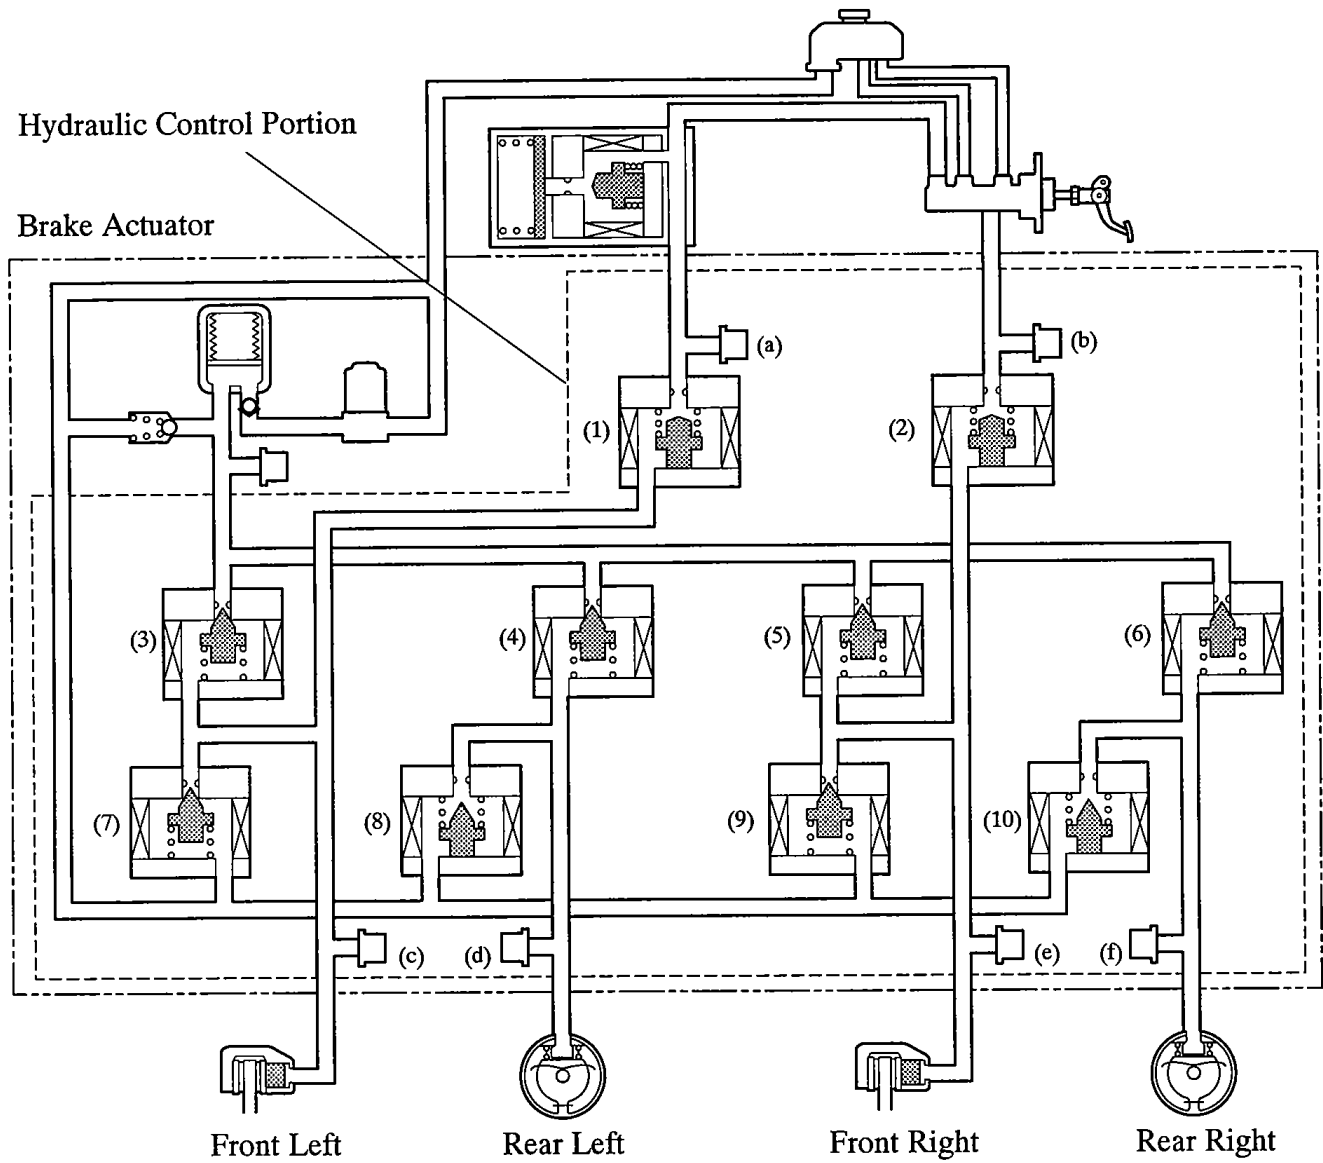 Hydraulic Control Portion
Brake Actuator
(a)
(b)
(1)
(2)
(3)
(4)
(5)
(6)
(7)
(8)
(9)
(10)
(c)
(d)
(e)
(f)
Front Left
Rear Left
Front Right
Rear Right